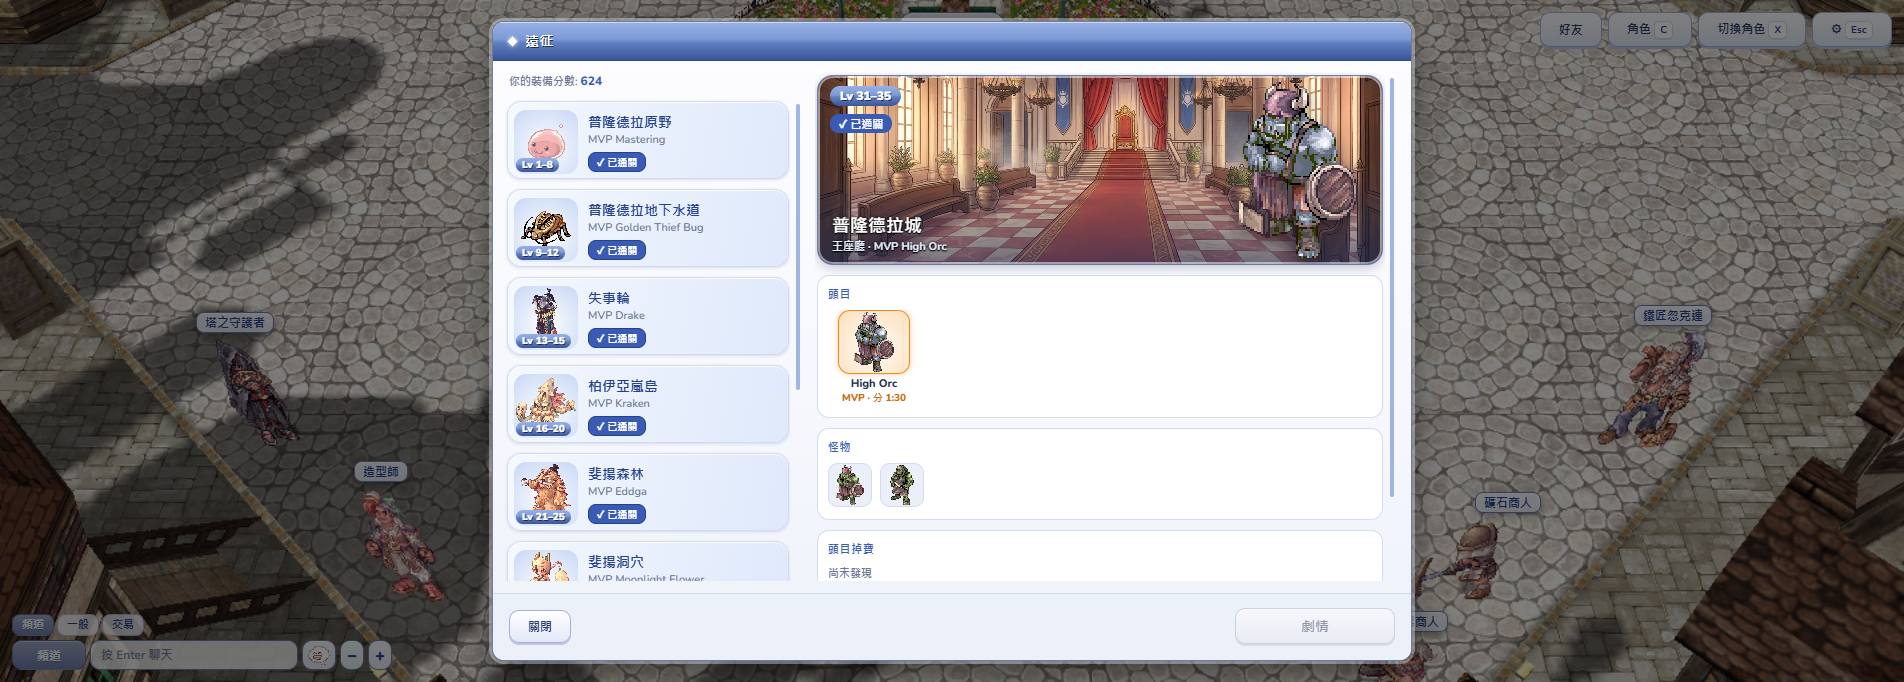 遠征
你的裝備分數: 624
普隆德拉原野
MVP Mastering
Lv 1–8
✓ 已通關
普隆德拉地下水道
MVP Golden Thief Bug
Lv 9–12
✓ 已通關
失事輪
MVP Drake
Lv 13–15
✓ 已通關
柏伊亞嵐島
MVP Kraken
Lv 16–20
✓ 已通關
斐揚森林
MVP Eddga
Lv 21–25
✓ 已通關
斐揚洞穴
MVP Moonlight Flower
Lv 31–35
✓ 已通關
普隆德拉城
王座廳 · MVP High Orc
頭目
High Orc
MVP · 分 1:30
怪物
頭目掉寶
尚未發現
關閉
劇情
好友
角色 C
切換角色 X
Esc
塔之守護者
造型師
鐵匠忽克連
礦石商人
商人
頻道
一般
交易
頻道
按 Enter 聊天
− +